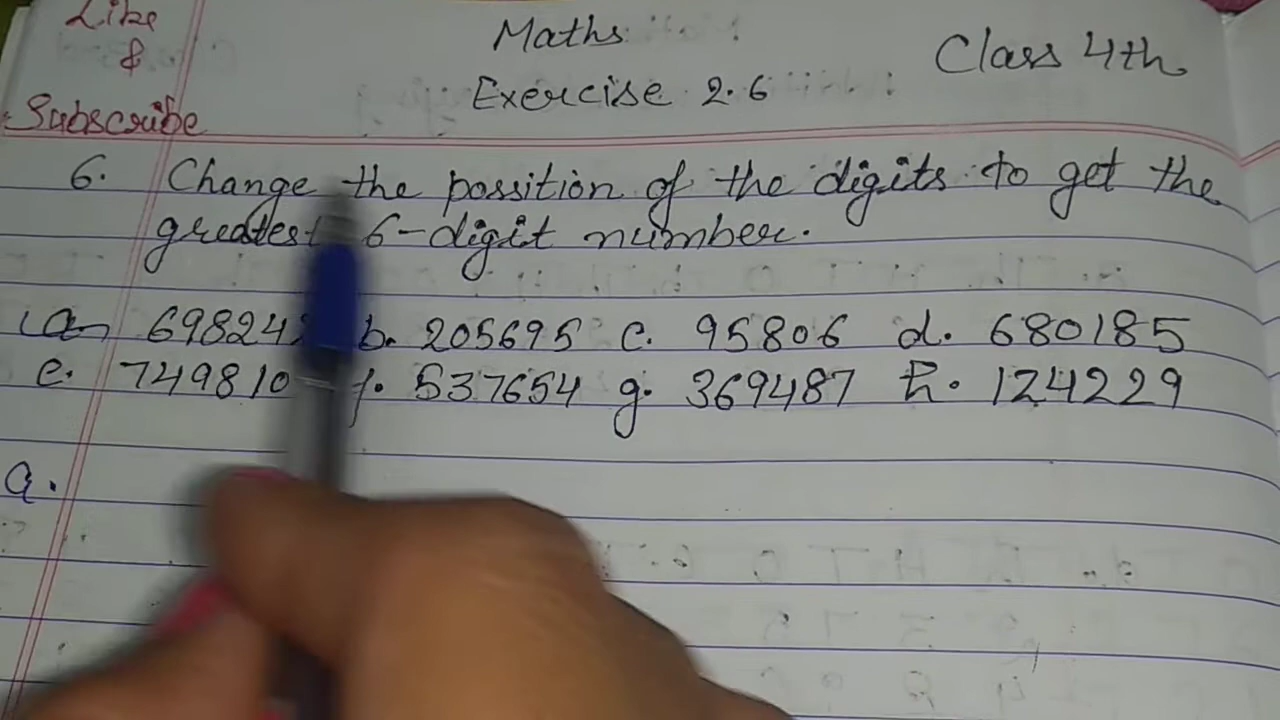 Like
&
Subscribe
Maths
Exercise 2.6
Class 4th
6. Change the possition of the digits to get the
greatest 6-digit number.
a. b. 205695 c. 95806 d. 680185
e. 749810 f. 537654 g. 369487 h. 124229
a.